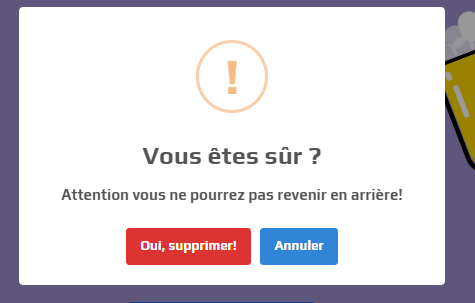 !
Vous êtes sûr ?
Attention vous ne pourrez pas revenir en arrière!
Oui, supprimer!
Annuler